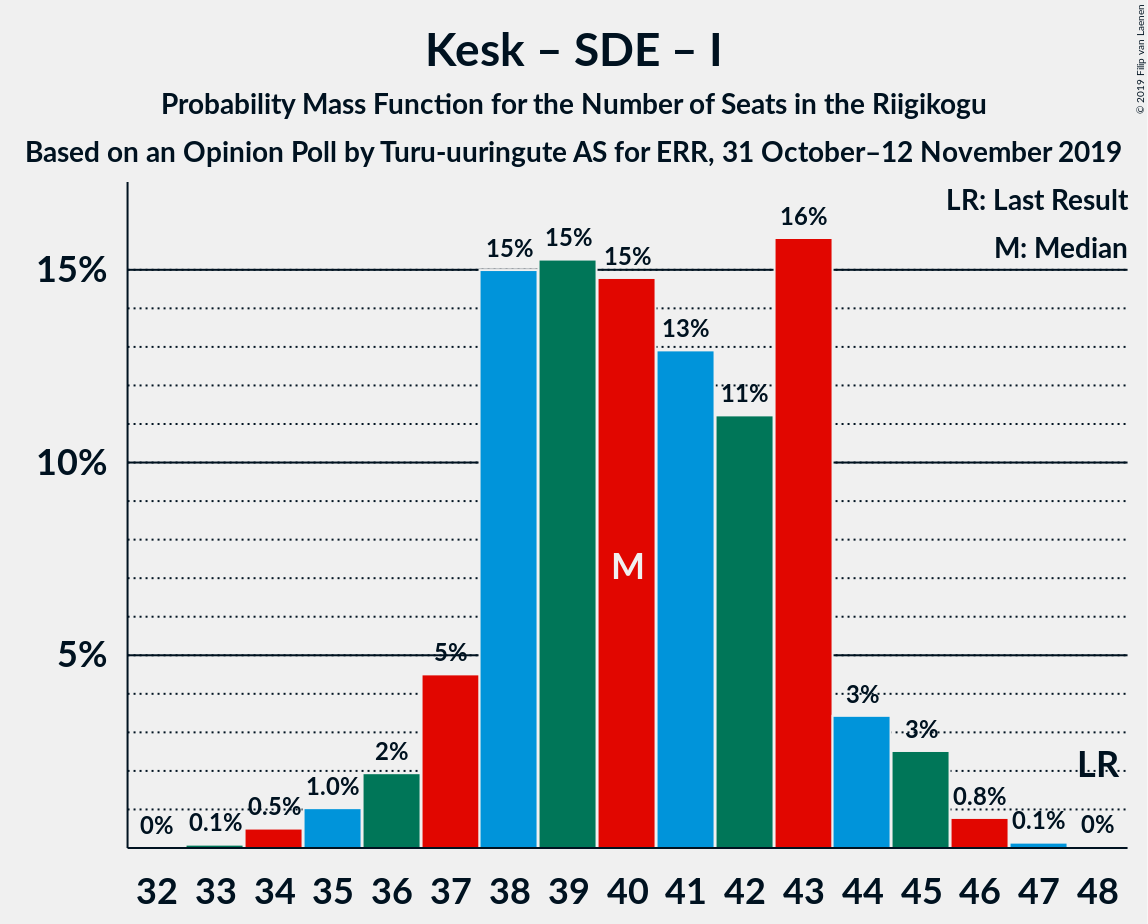 Kesk – SDE – I
Probability Mass Function for the Number of Seats in the Riigikogu
Based on an Opinion Poll by Turu-uuringute AS for ERR, 31 October–12 November 2019
© 2019 Filip van Laenen
LR: Last Result
M: Median
15%
10%
5%
0%
0.1%
0.5%
1.0%
2%
5%
15%
15%
15%
13%
11%
16%
3%
3%
0.8%
0.1%
0%
M
LR
32 33 34 35 36 37 38 39 40 41 42 43 44 45 46 47 48